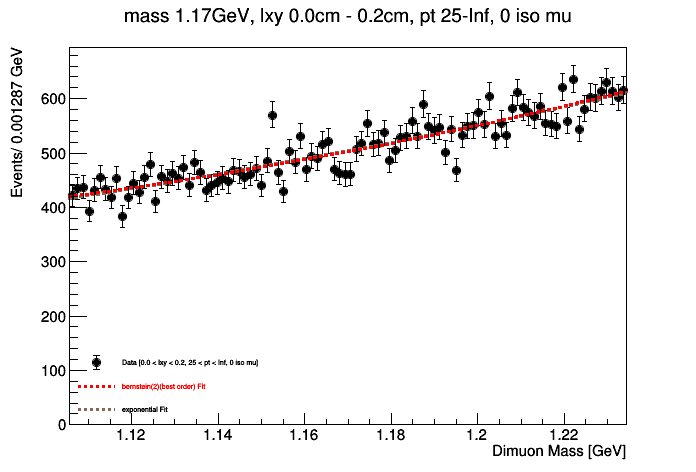 mass 1.17GeV, lxy 0.0cm - 0.2cm, pt 25-Inf, 0 iso mu
Events/ 0.001287 GeV
600
500
400
300
200
100
0
Data [0.0 < lxy < 0.2, 25 < pt < Inf, 0 iso mu]
bernstein(2)(best order) Fit
exponential Fit
1.12 1.14 1.16 1.18 1.2 1.22
Dimuon Mass [GeV]